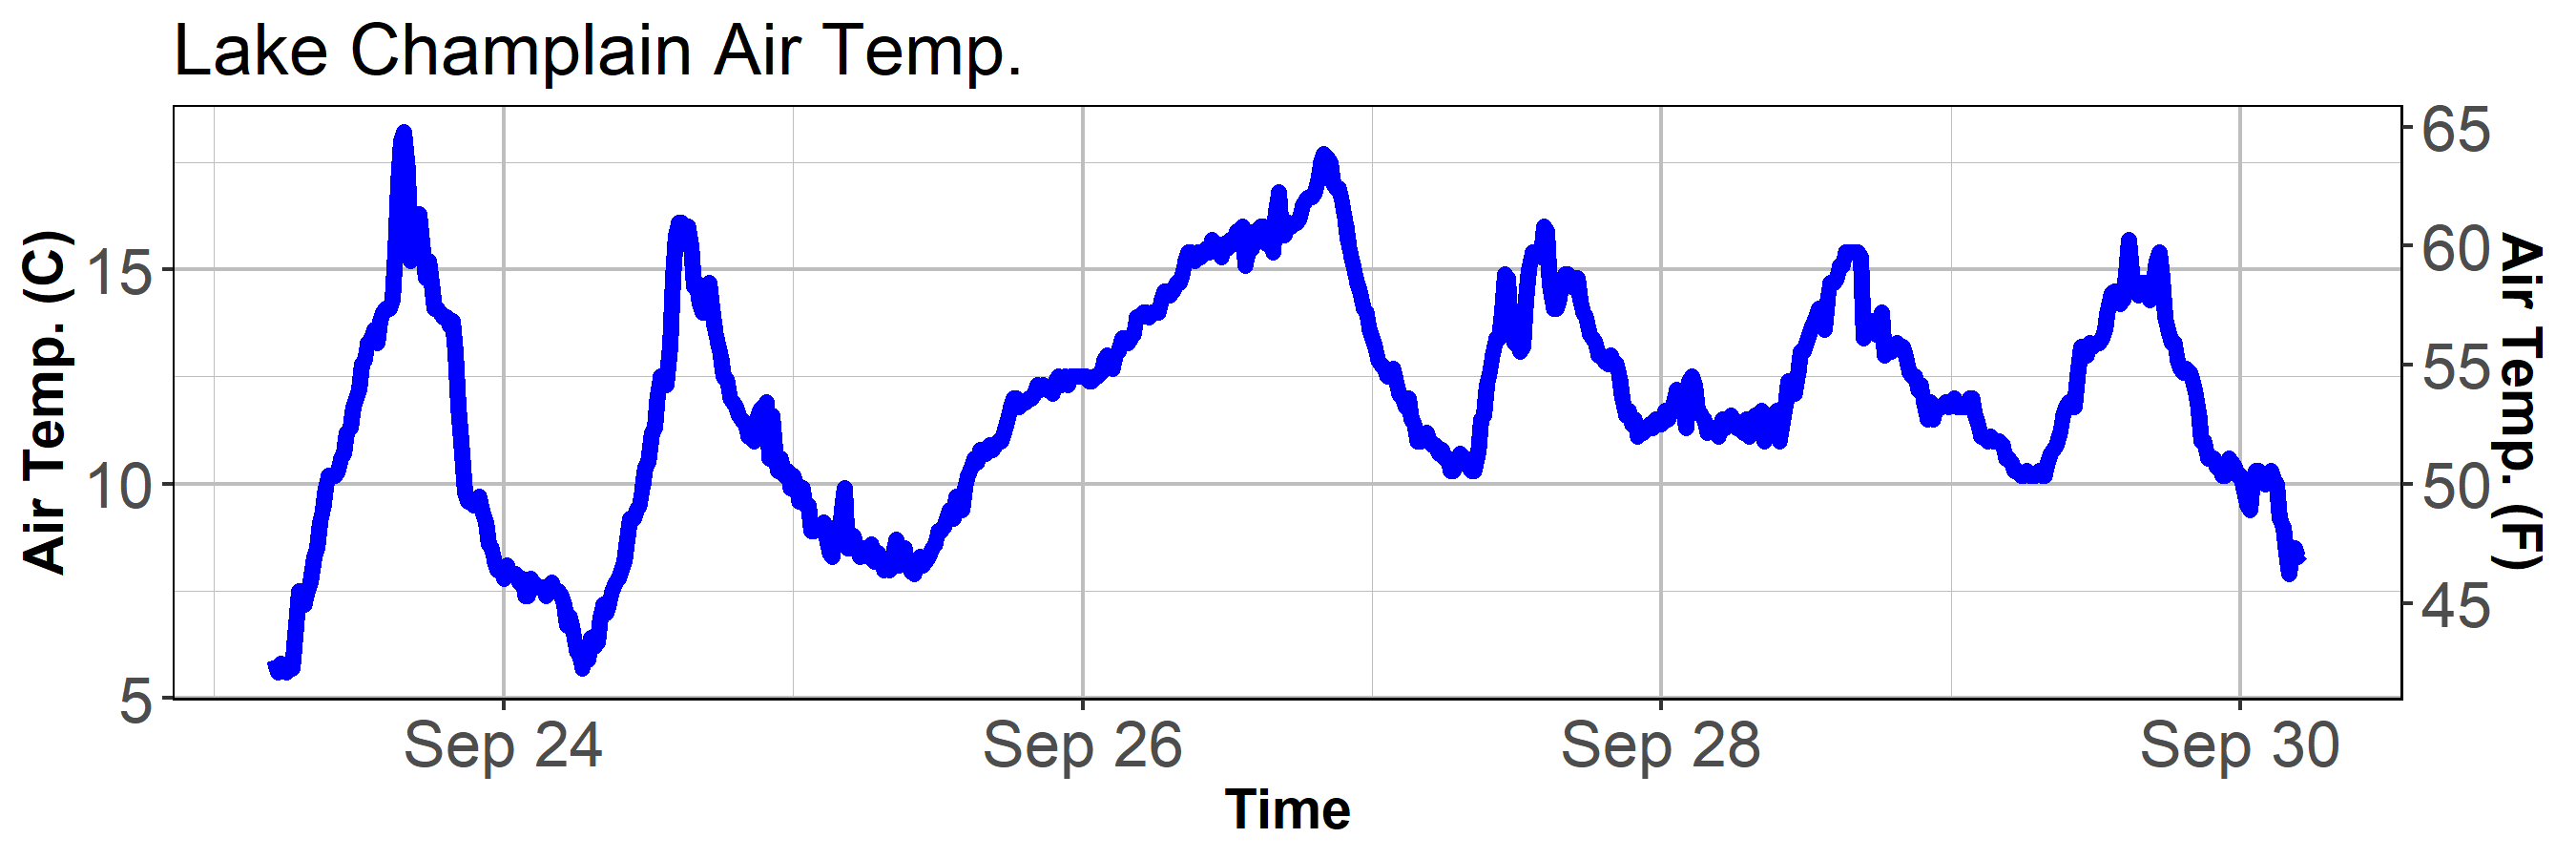 Lake Champlain Air Temp.
Air Temp. (C)
15
10
5
65
60
55
50
45
Air Temp. (F)
Sep 24
Sep 26
Sep 28
Sep 30
Time